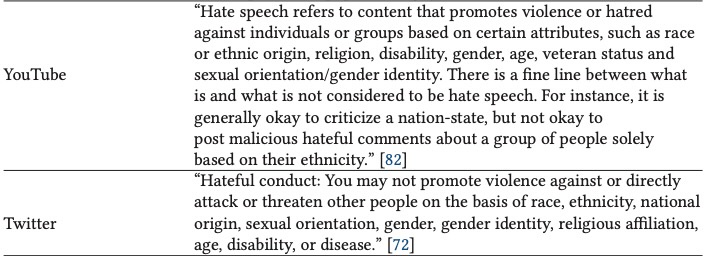 “Hate speech refers to content that promotes violence or hatred
against individuals or groups based on certain attributes, such as race
or ethnic origin, religion, disability, gender, age, veteran status and
YouTube sexual orientation/gender identity. There is a fine line between what
is and what is not considered to be hate speech. For instance, it is
generally okay to criticize a nation-state, but not okay to
post malicious hateful comments about a group of people solely
based on their ethnicity.” [82]
“Hateful conduct: You may not promote violence against or directly
attack or threaten other people on the basis of race, ethnicity, national
Twitter origin, sexual orientation, gender, gender identity, religious affiliation,
age, disability, or disease.” [72]